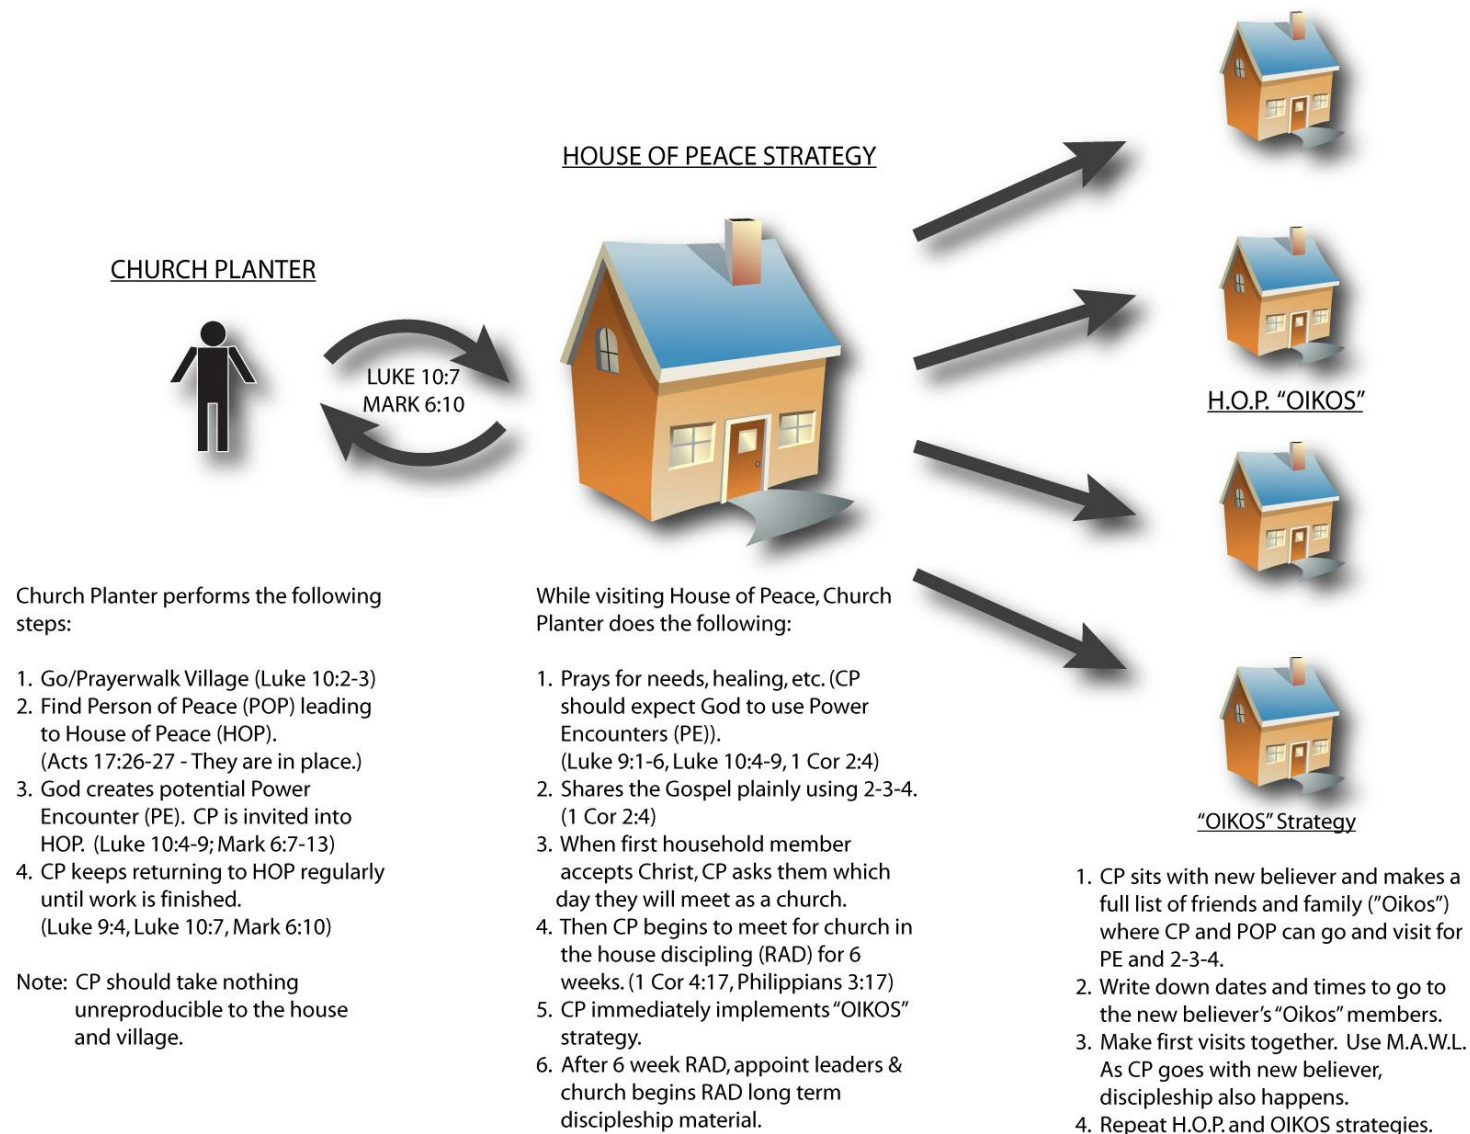 HOUSE OF PEACE STRATEGY
CHURCH PLANTER
LUKE 10:7
MARK 6:10
H.O.P. “OIKOS”
Church Planter performs the following
steps:
1. Go/Prayerwalk Village (Luke 10:2-3)
2. Find Person of Peace (POP) leading
to House of Peace (HOP).
(Acts 17:26-27 - They are in place.)
3. God creates potential Power
Encounter (PE). CP is invited into
HOP. (Luke 10:4-9; Mark 6:7-13)
4. CP keeps returning to HOP regularly
until work is finished.
(Luke 9:4, Luke 10:7, Mark 6:10)
Note: CP should take nothing
unreproducible to the house
and village.
While visiting House of Peace, Church
Planter does the following:
1. Prays for needs, healing, etc. (CP
should expect God to use Power
Encounters (PE)).
(Luke 9:1-6, Luke 10:4-9, 1 Cor 2:4)
2. Shares the Gospel plainly using 2-3-4.
(1 Cor 2:4)
3. When first household member
accepts Christ, CP asks them which
day they will meet as a church.
4. Then CP begins to meet for church in
the house discipling (RAD) for 6
weeks. (1 Cor 4:17, Philippians 3:17)
5. CP immediately implements “OIKOS”
strategy.
6. After 6 week RAD, appoint leaders &
church begins RAD long term
discipleship material.
“OIKOS” Strategy
1. CP sits with new believer and makes a
full list of friends and family (”Oikos”)
where CP and POP can go and visit for
PE and 2-3-4.
2. Write down dates and times to go to
the new believer’s “Oikos” members.
3. Make first visits together. Use M.A.W.L.
As CP goes with new believer,
discipleship also happens.
4. Repeat H.O.P. and OIKOS strategies.